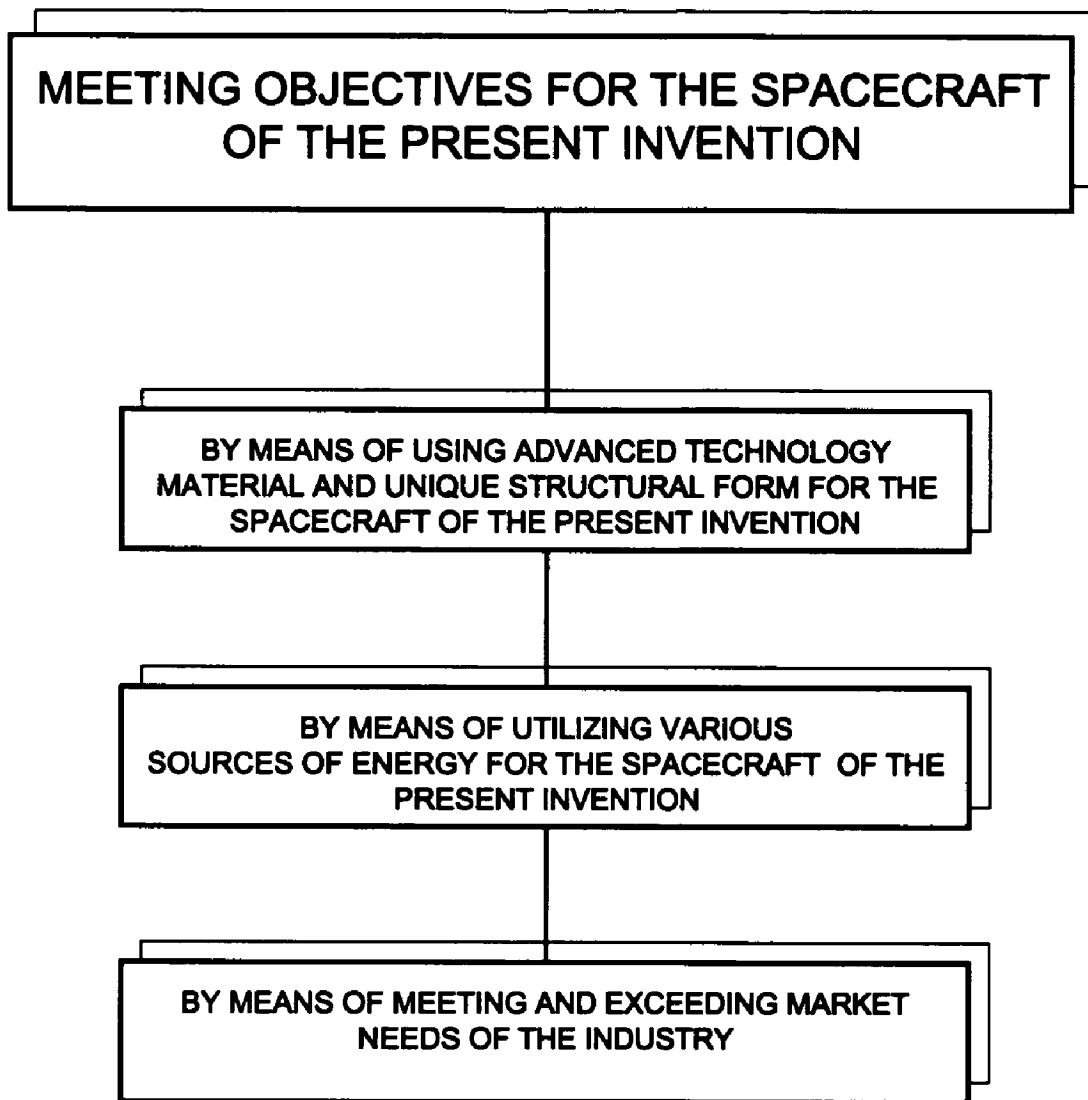 MEETING OBJECTIVES FOR THE SPACECRAFT
OF THE PRESENT INVENTION
BY MEANS OF USING ADVANCED TECHNOLOGY
MATERIAL AND UNIQUE STRUCTURAL FORM FOR THE
SPACECRAFT OF THE PRESENT INVENTION
BY MEANS OF UTILIZING VARIOUS
SOURCES OF ENERGY FOR THE SPACECRAFT OF THE
PRESENT INVENTION
BY MEANS OF MEETING AND EXCEEDING MARKET
NEEDS OF THE INDUSTRY